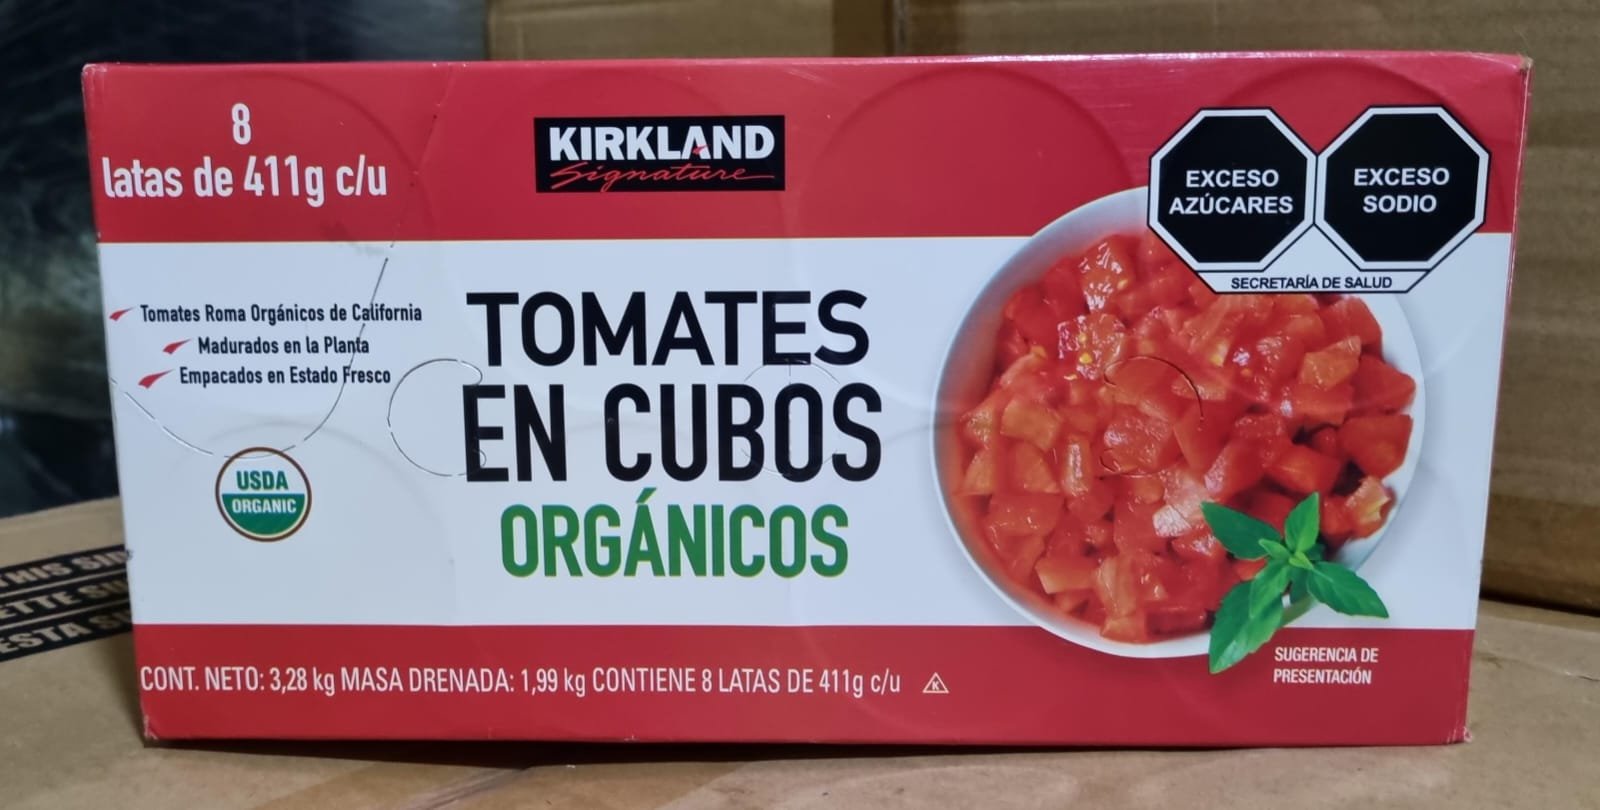 8
latas de 411g c/u
KIRKLAND
Signature
EXCESO
AZÚCARES
EXCESO
SODIO
SECRETARÍA DE SALUD
Tomates Roma Orgánicos de California
Madurados en la Planta
Empacados en Estado Fresco
TOMATES
EN CUBOS
ORGÁNICOS
USDA
ORGANIC
CONT. NETO: 3,28 kg MASA DRENADA: 1,99 kg CONTIENE 8 LATAS DE 411g c/u
K
SUGERENCIA DE
PRESENTACIÓN
THIS